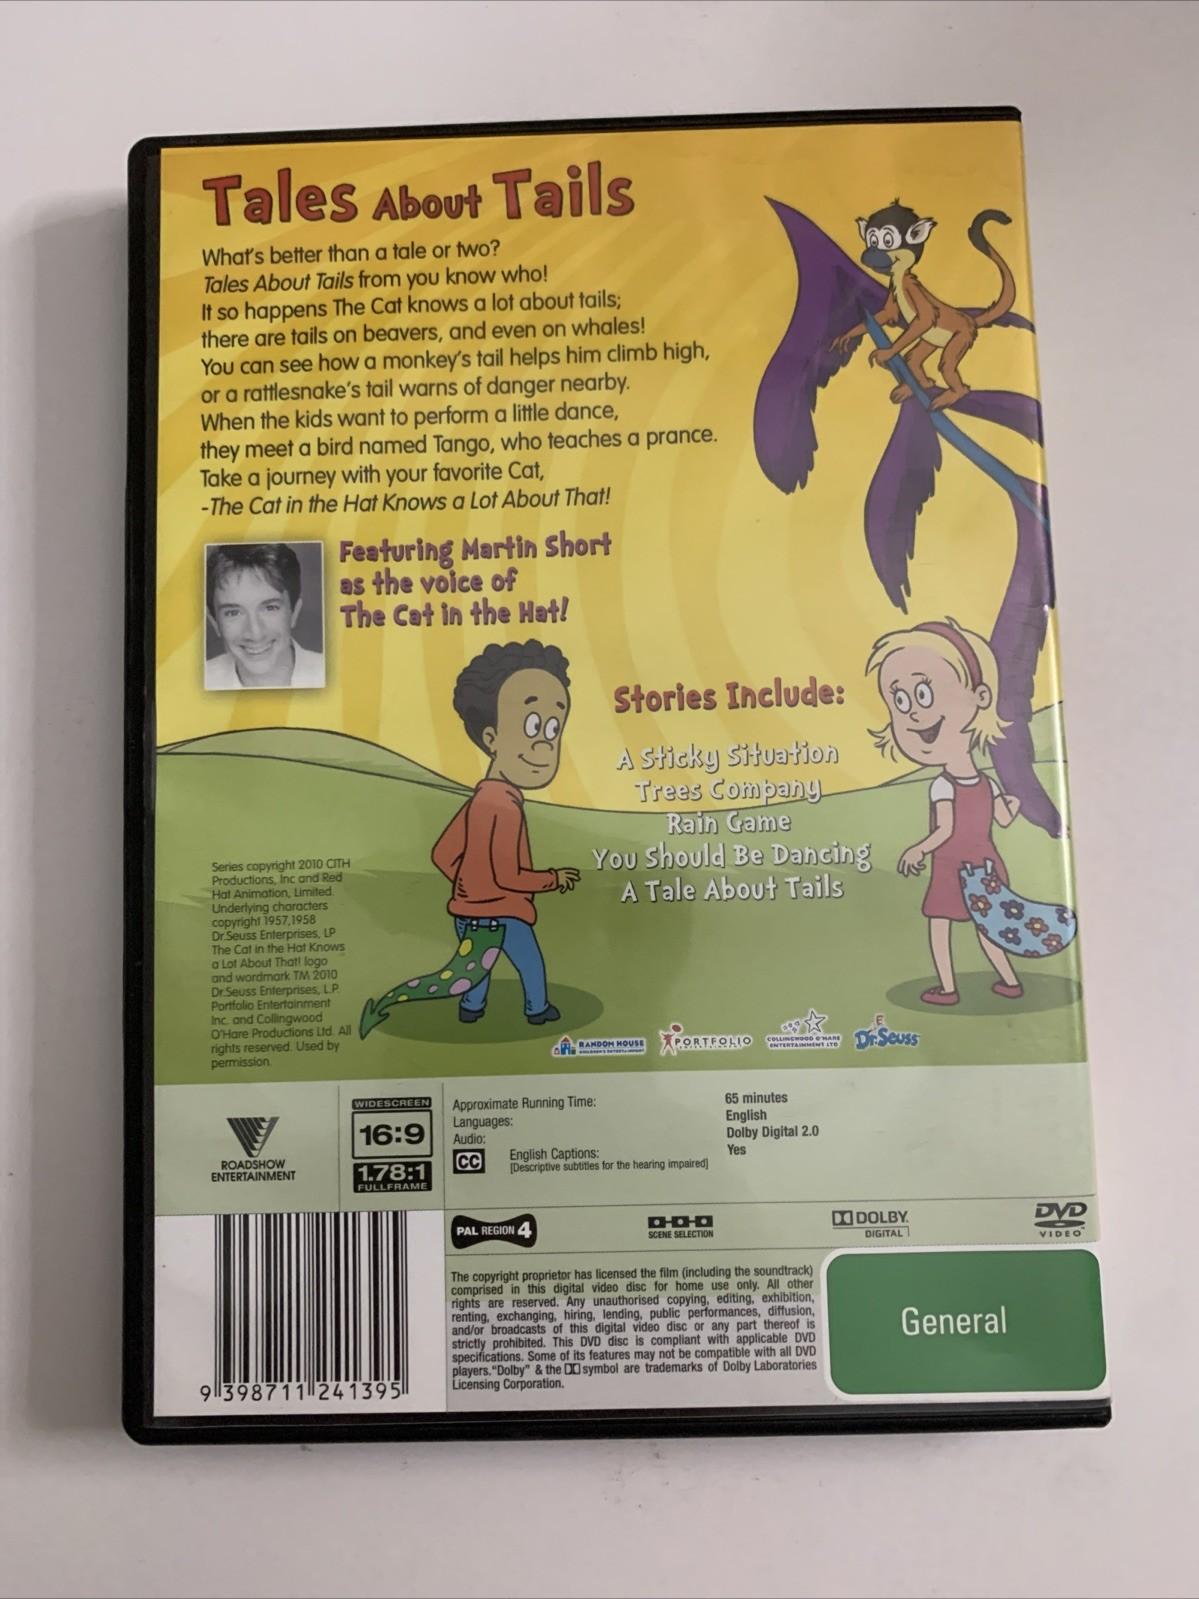 Tales About Tails
What's better than a tale or two?
Tales About Tails from you know who!
It so happens The Cat knows a lot about tails;
there are tails on beavers, and even on whales!
You can see how a monkey's tail helps him climb high,
or a rattlesnake's tail warns of danger nearby.
When the kids want to perform a little dance,
they meet a bird named Tango, who teaches a prance.
Take a journey with your favorite Cat,
-The Cat in the Hat Knows a Lot About That!
Featuring Martin Short
as the voice of
The Cat in the Hat!
Stories Include:
A Sticky Situation
Trees Company
Rain Game
You Should Be Dancing
A Tale About Tails
Series copyright 2010 CITH
Productions, Inc and Red
Hat Animation, Limited.
Underlying characters
copyright 1957,1958
Dr.Seuss Enterprises, LP
The Cat in the Hat Knows
a Lot About That! logo
and wordmark TM 2010
Dr.Seuss Enterprises, L.P.
Portfolio Entertainment
Inc. and Collingwood
O'Hare Productions Ltd. All
rights reserved. Used by
permission.
RANDOM HOUSE
CHILDREN'S ENTERTAINMENT
PORTFOLIO
ENTERTAINMENT
COLLINGWOOD O'HARE
ENTERTAINMENT LTD
Dr.Seuss
ROADSHOW
ENTERTAINMENT
WIDESCREEN
16:9
1.78:1
FULLFRAME
Approximate Running Time: 65 minutes
Languages: English
Audio: Dolby Digital 2.0
CC English Captions: Yes
[Descriptive subtitles for the hearing impaired]
PAL REGION 4
SCENE SELECTION
DOLBY.
DIGITAL
DVD
VIDEO™
The copyright proprietor has licensed the film (including the soundtrack)
comprised in this digital video disc for home use only. All other
rights are reserved. Any unauthorised copying, editing, exhibition,
renting, exchanging, hiring, lending, public performances, diffusion,
and/or broadcasts of this digital video disc or any part thereof is
strictly prohibited. This DVD disc is compliant with applicable DVD
specifications. Some of its features may not be compatible with all DVD
players."Dolby" & the symbol are trademarks of Dolby Laboratories
Licensing Corporation.
General
9 398711 241395